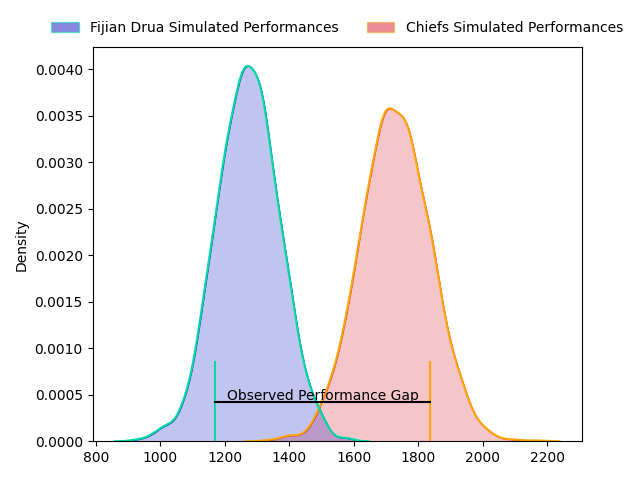 Fijian Drua Simulated Performances
Chiefs Simulated Performances
0.0040
0.0035
0.0030
0.0025
0.0020
0.0015
0.0010
0.0005
0.0000
Density
Observed Performance Gap
800 1000 1200 1400 1600 1800 2000 2200